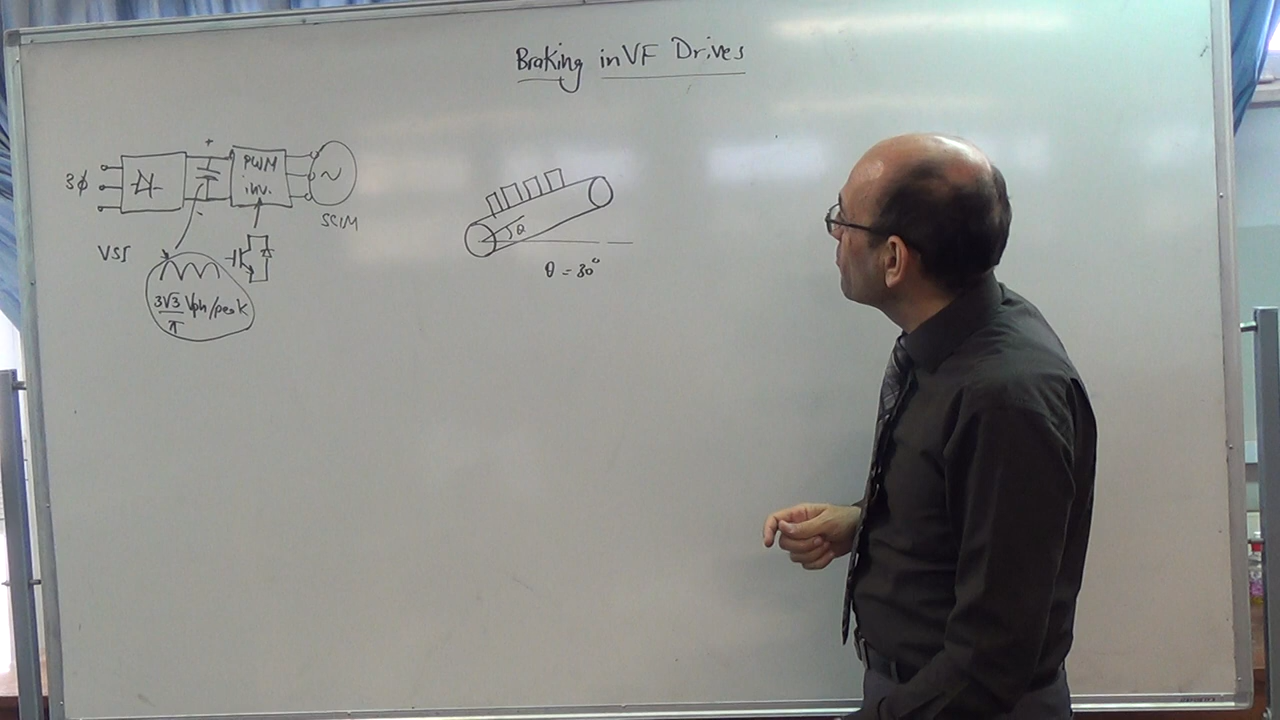 Braking in VF Drives
+
3φ
PWM
inv.
~
-
SCIM
VSI
3√3/π Vph/peak
θ
θ = 30°